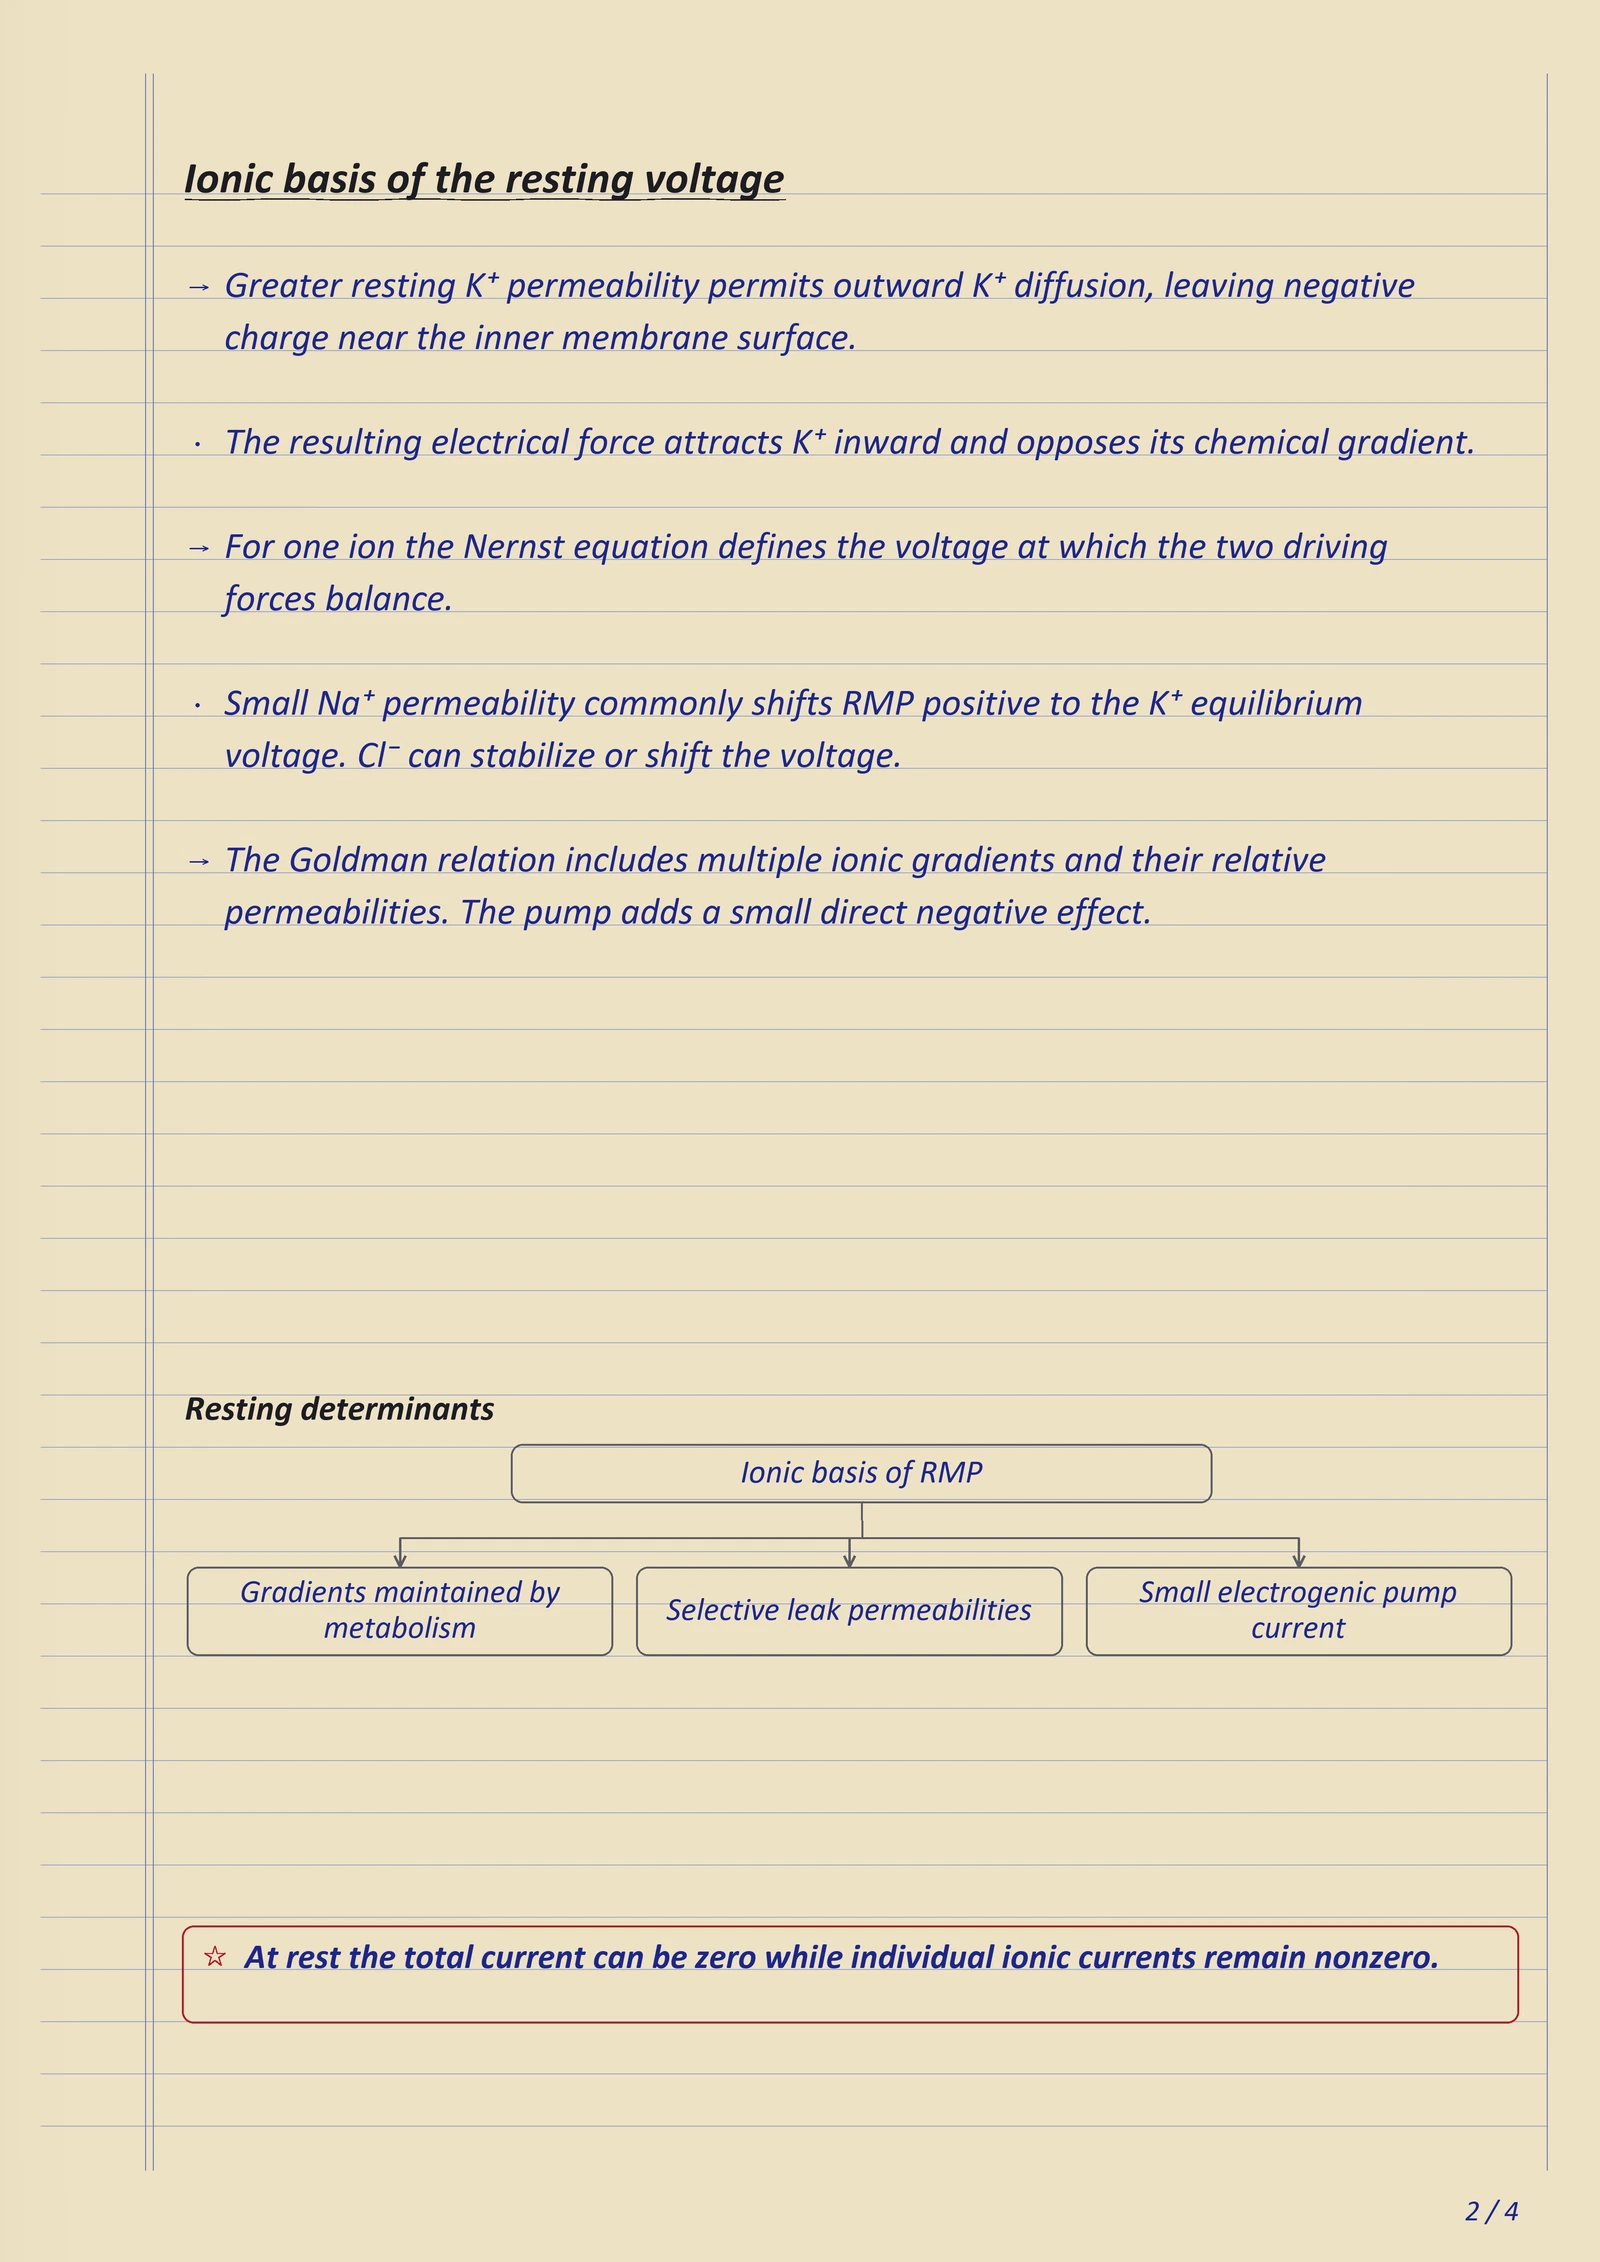 Ionic basis of the resting voltage
→ Greater resting K⁺ permeability permits outward K⁺ diffusion, leaving negative
charge near the inner membrane surface.
· The resulting electrical force attracts K⁺ inward and opposes its chemical gradient.
→ For one ion the Nernst equation defines the voltage at which the two driving
forces balance.
· Small Na⁺ permeability commonly shifts RMP positive to the K⁺ equilibrium
voltage. Cl⁻ can stabilize or shift the voltage.
→ The Goldman relation includes multiple ionic gradients and their relative
permeabilities. The pump adds a small direct negative effect.
Resting determinants
Ionic basis of RMP
Gradients maintained by
metabolism
Selective leak permeabilities
Small electrogenic pump
current
☆ At rest the total current can be zero while individual ionic currents remain nonzero.
2 / 4